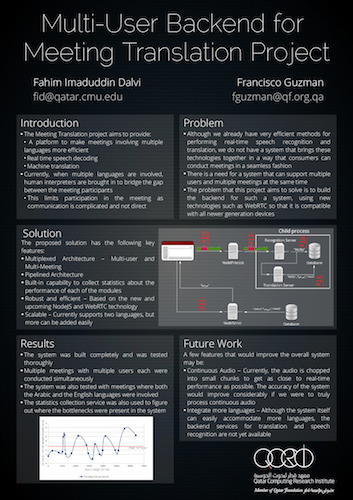 Multi-User Backend for
Meeting Translation Project
Fahim Imaduddin Dalvi
fid@qatar.cmu.edu
Francisco Guzman
fguzman@qf.org.qa
Introduction
• The Meeting Translation project aims to provide:
• A platform to make meetings involving multiple
languages more efficient
• Real time speech decoding
• Machine translation
• Currently, when multiple languages are involved,
human interpreters are brought in to bridge the gap
between the meeting participants
• This limits participation in the meeting as
communication is complicated and not direct
Problem
• Although we already have very efficient methods for
performing real-time speech recognition and
translation, we do not have a system that brings these
technologies together in a way that consumers can
conduct meetings in a seamless fashion
• There is a need for a system that can support multiple
users and multiple meetings at the same time
• The problem that this project aims to solve is to build
the backend for such a system, using new
technologies such as WebRTC so that it is compatible
with all newer generation devices
Solution
The proposed solution has the following key
features:
• Multiplexed Architecture – Multi-user and
Multi-Meeting
• Pipelined Architecture
• Built-in capability to collect statistics about the
performance of each of the modules
• Robust and efficient – Based on the new and
upcoming NodeJS and WebRTC technology
• Scalable – Currently supports two languages, but
more can be added easily
Child process
Recognition Server
Translation Server
Database
Database
Results
• The system was built completely and was tested
thoroughly
• Multiple meetings with multiple users each were
conducted simultaneously
• The system was also tested with meetings where both
the Arabic and the English languages were involved
• The statistics collection service was also used to figure
out where the bottlenecks were present in the system
Future Work
A few features that would improve the overall system
may be:
• Continuous Audio – Currently, the audio is chopped
into small chunks to get as close to real-time
performance as possible. The accuracy of the system
would improve considerably if we were to truly
process continuous audio
• Integrate more languages – Although the system itself
can easily accommodate more languages, the
backend services for translation and speech
recognition are not yet available
Qatar Computing Research Institute
Member of Qatar Foundation